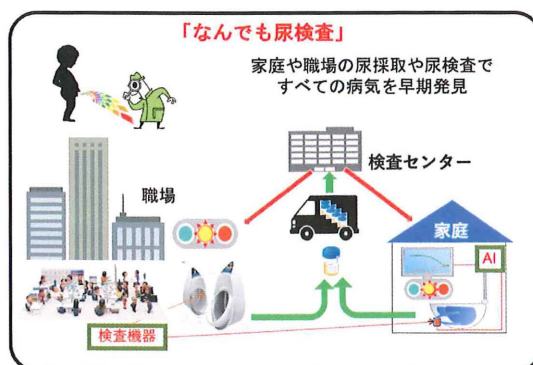 「なんでも尿検査」
家庭や職場の尿採取や尿検査で
すべての病気を早期発見
検査センター
職場
家庭
AI
検査機器